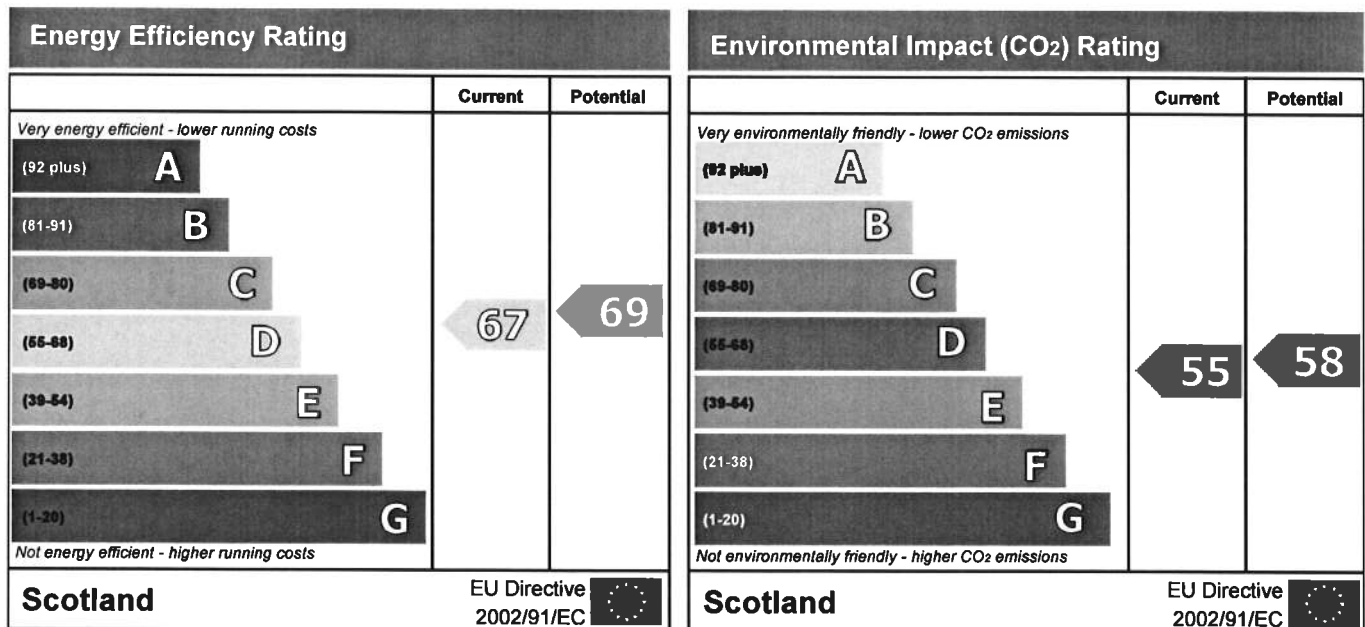 Energy Efficiency Rating
Current Potential
Very energy efficient - lower running costs
(92 plus) A
(81-91) B
(69-80) C
(55-68) D
(39-54) E
(21-38) F
(1-20) G
67
69
Not energy efficient - higher running costs
Scotland
EU Directive
2002/91/EC
Environmental Impact (CO2) Rating
Current Potential
Very environmentally friendly - lower CO2 emissions
(92 plus) A
(81-91) B
(69-80) C
(55-68) D
(39-54) E
(21-38) F
(1-20) G
55
58
Not environmentally friendly - higher CO2 emissions
Scotland
EU Directive
2002/91/EC